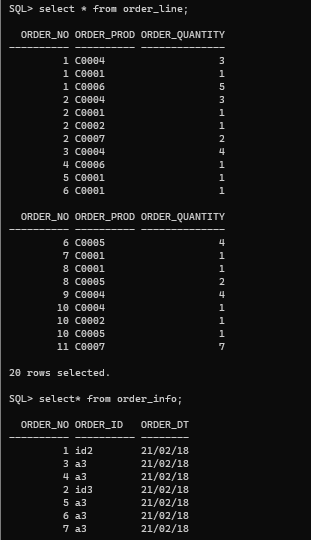 SQL> select * from order_line;
ORDER_NO ORDER_PROD ORDER_QUANTITY
---------- ---------- --------------
1 C0004 3
1 C0001 1
1 C0006 5
2 C0004 3
2 C0001 1
2 C0002 1
2 C0007 2
3 C0004 4
4 C0006 1
5 C0001 1
6 C0001 1
ORDER_NO ORDER_PROD ORDER_QUANTITY
---------- ---------- --------------
6 C0005 4
7 C0001 1
8 C0001 1
8 C0005 2
9 C0004 4
10 C0004 1
10 C0002 1
10 C0005 1
11 C0007 7
20 rows selected.
SQL> select* from order_info;
ORDER_NO ORDER_ID ORDER_DT
---------- ---------- --------
1 id2 21/02/18
3 a3 21/02/18
4 a3 21/02/18
2 id3 21/02/18
5 a3 21/02/18
6 a3 21/02/18
7 a3 21/02/18